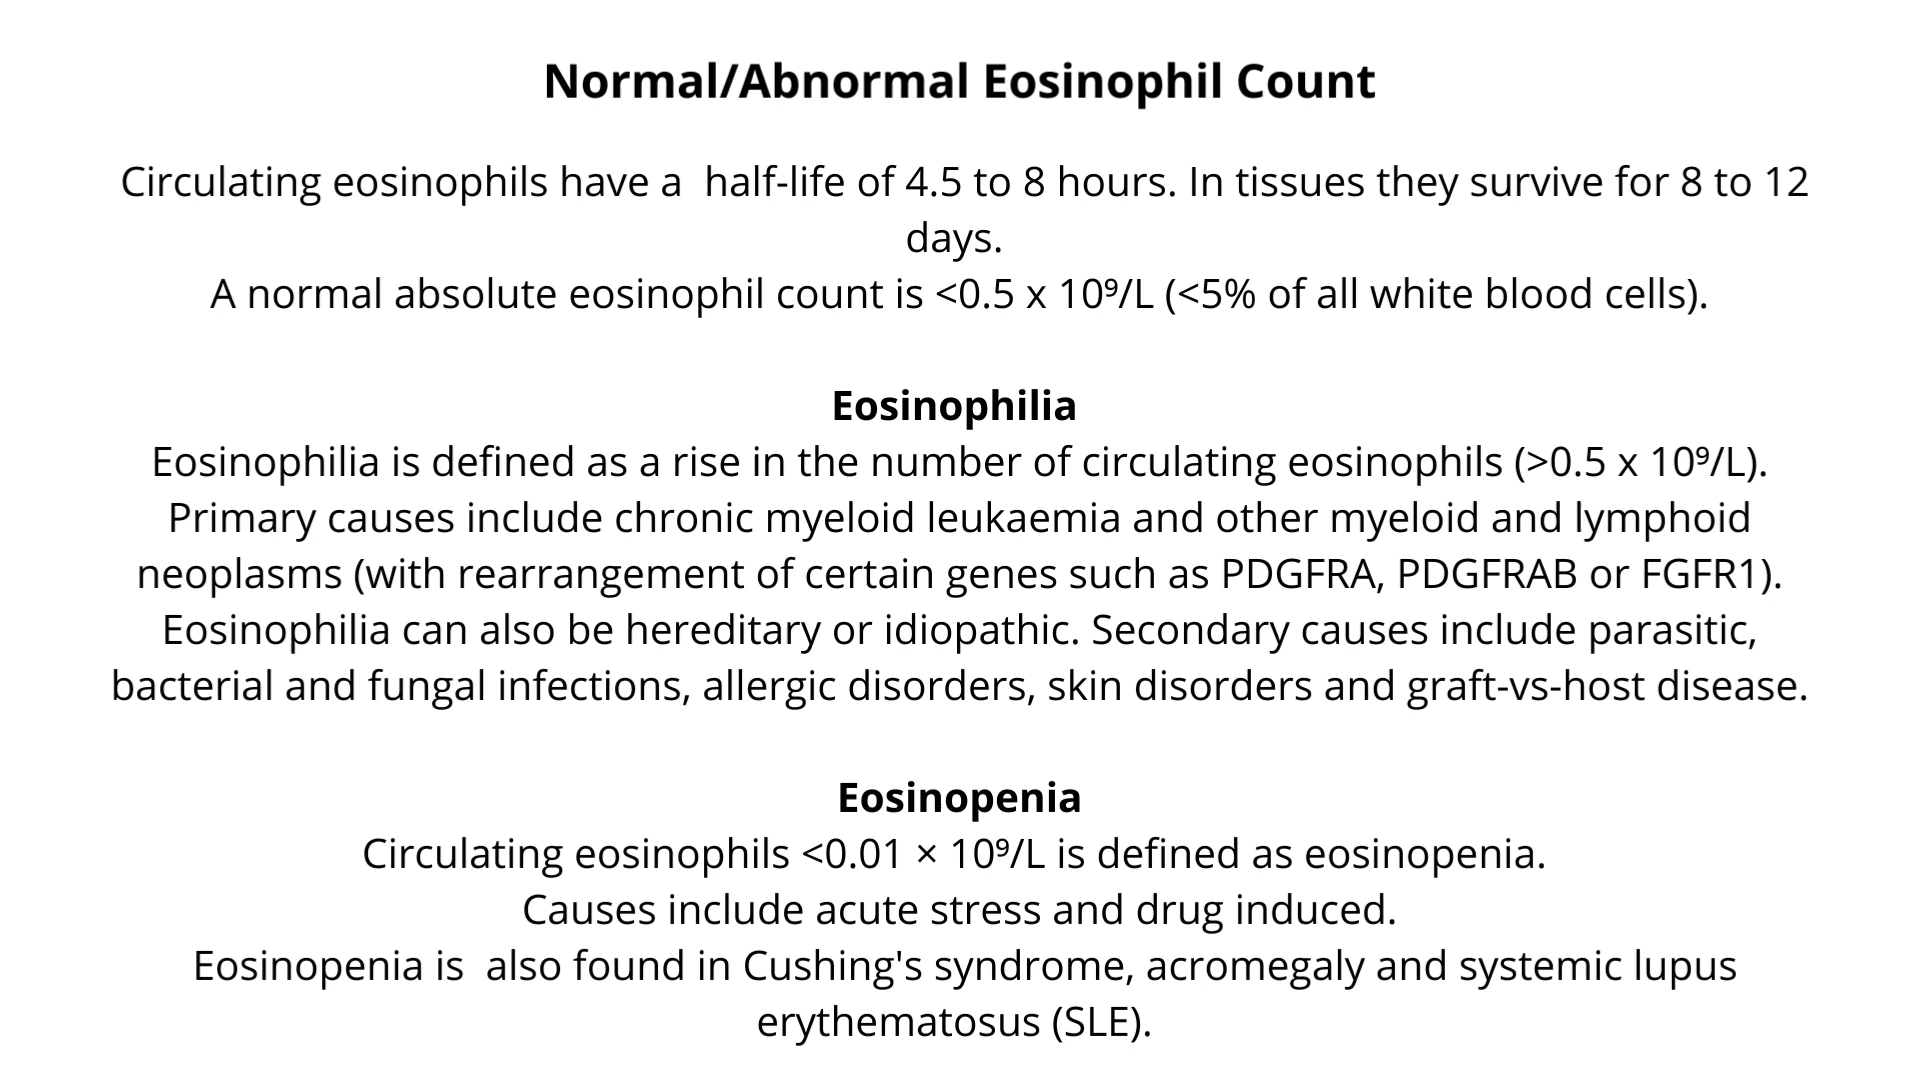 Normal/Abnormal Eosinophil Count
Circulating eosinophils have a  half-life of 4.5 to 8 hours. In tissues they survive for 8 to 12
days.
A normal absolute eosinophil count is <0.5 x 10⁹/L (<5% of all white blood cells).
Eosinophilia
Eosinophilia is defined as a rise in the number of circulating eosinophils (>0.5 x 10⁹/L).
Primary causes include chronic myeloid leukaemia and other myeloid and lymphoid
neoplasms (with rearrangement of certain genes such as PDGFRA, PDGFRAB or FGFR1).
Eosinophilia can also be hereditary or idiopathic. Secondary causes include parasitic,
bacterial and fungal infections, allergic disorders, skin disorders and graft-vs-host disease.
Eosinopenia
Circulating eosinophils <0.01 × 10⁹/L is defined as eosinopenia.
Causes include acute stress and drug induced.
Eosinopenia is  also found in Cushing's syndrome, acromegaly and systemic lupus
erythematosus (SLE).